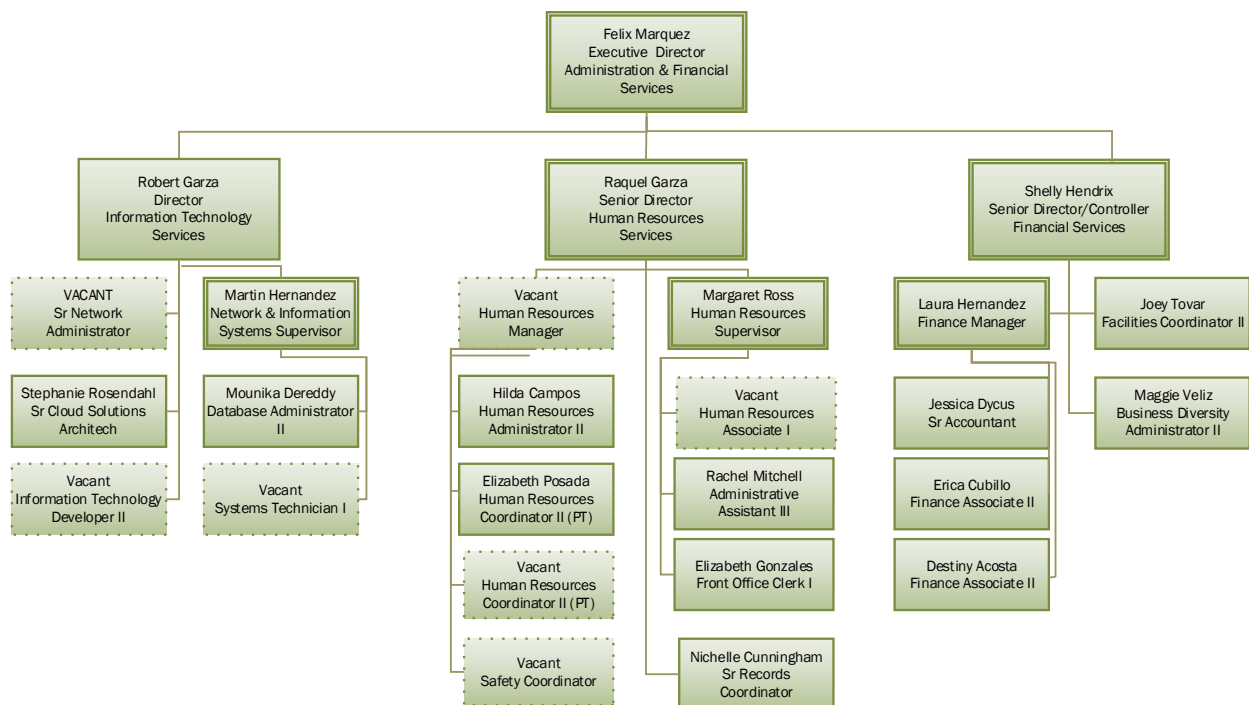 Felix Marquez
Executive Director
Administration & Financial
Services
Robert Garza
Director
Information Technology
Services
Raquel Garza
Senior Director
Human Resources
Services
Shelly Hendrix
Senior Director/Controller
Financial Services
VACANT
Sr Network
Administrator
Martin Hernandez
Network & Information
Systems Supervisor
Stephanie Rosendahl
Sr Cloud Solutions
Architech
Mounika Dereddy
Database Administrator
II
Vacant
Information Technology
Developer II
Vacant
Systems Technician I
Vacant
Human Resources
Manager
Margaret Ross
Human Resources
Supervisor
Hilda Campos
Human Resources
Administrator II
Vacant
Human Resources
Associate I
Elizabeth Posada
Human Resources
Coordinator II (PT)
Rachel Mitchell
Administrative
Assistant III
Vacant
Human Resources
Coordinator II (PT)
Elizabeth Gonzales
Front Office Clerk I
Vacant
Safety Coordinator
Nichelle Cunningham
Sr Records
Coordinator
Laura Hernandez
Finance Manager
Joey Tovar
Facilities Coordinator II
Jessica Dycus
Sr Accountant
Maggie Veliz
Business Diversity
Administrator II
Erica Cubillo
Finance Associate II
Destiny Acosta
Finance Associate II